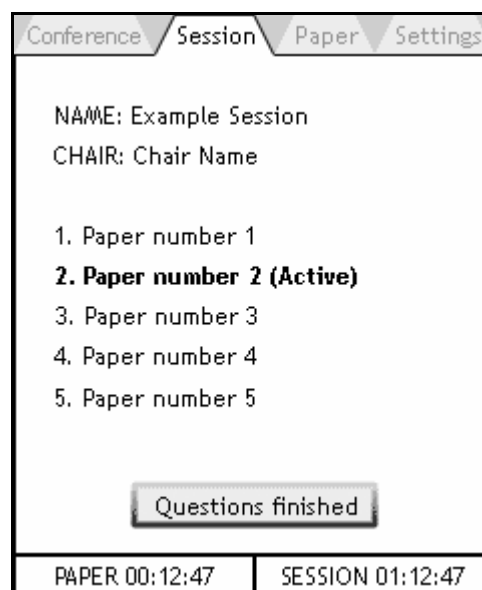 Conference Session Paper Settings
NAME: Example Session
CHAIR: Chair Name
1. Paper number 1
2. Paper number 2 (Active)
3. Paper number 3
4. Paper number 4
5. Paper number 5
Questions finished
PAPER 00:12:47 SESSION 01:12:47